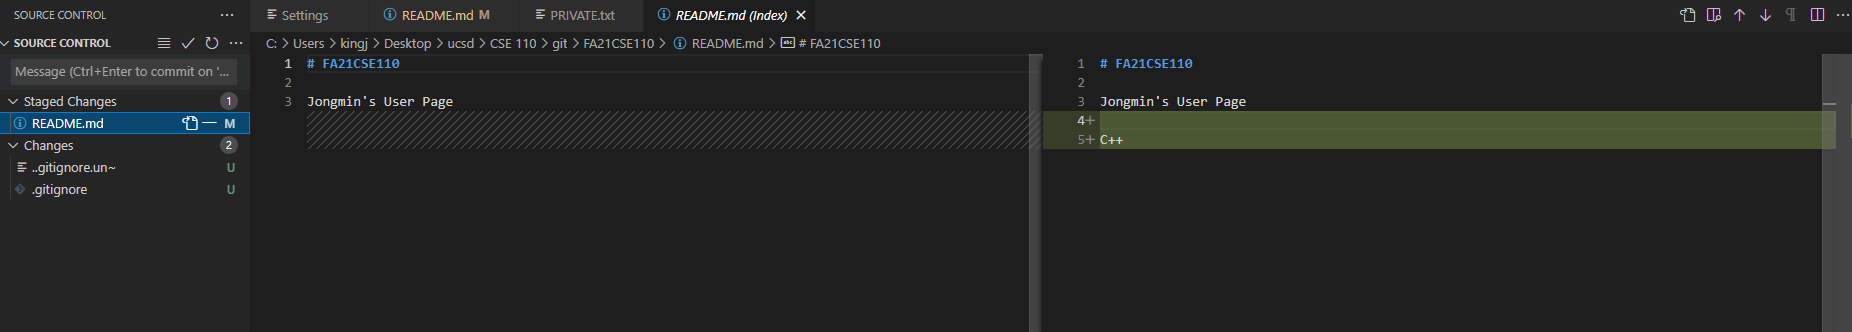 SOURCE CONTROL ...
SOURCE CONTROL ...
Message (Ctrl+Enter to commit on '...
Staged Changes 1
README.md M
Changes 2
..gitignore.un~ U
.gitignore U
Settings README.md M PRIVATE.txt README.md (Index)
C: > Users > kingj > Desktop > ucsd > CSE 110 > git > FA21CSE110 > README.md > # FA21CSE110
1 # FA21CSE110
2
3 Jongmin's User Page
1 # FA21CSE110
2
3 Jongmin's User Page
4+
5+ C++